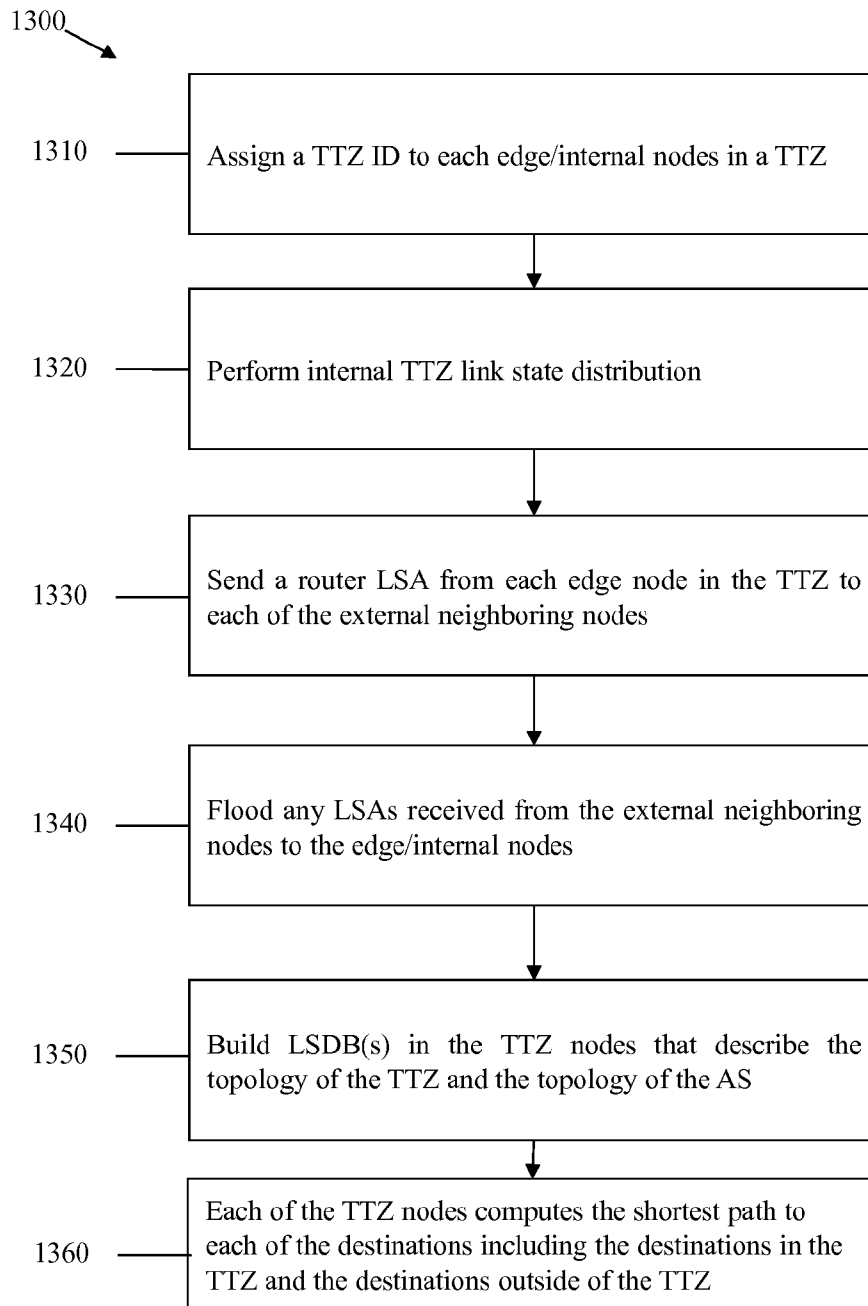 1300
1310
Assign a TTZ ID to each edge/internal nodes in a TTZ
1320
Perform internal TTZ link state distribution
1330
Send a router LSA from each edge node in the TTZ to
each of the external neighboring nodes
1340
Flood any LSAs received from the external neighboring
nodes to the edge/internal nodes
1350
Build LSDB(s) in the TTZ nodes that describe the
topology of the TTZ and the topology of the AS
1360
Each of the TTZ nodes computes the shortest path to
each of the destinations including the destinations in the
TTZ and the destinations outside of the TTZ